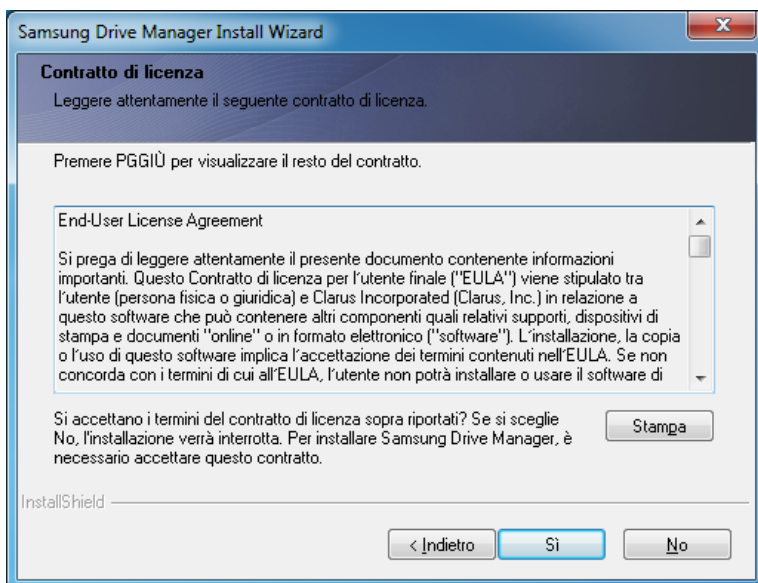 Samsung Drive Manager Install Wizard
Contratto di licenza
Leggere attentamente il seguente contratto di licenza.
Premere PGGIÙ per visualizzare il resto del contratto.
End-User License Agreement
Si prega di leggere attentamente il presente documento contenente informazioni
importanti. Questo Contratto di licenza per l´utente finale ("EULA") viene stipulato tra
l´utente (persona fisica o giuridica) e Clarus Incorporated (Clarus, Inc.) in relazione a
questo software che può contenere altri componenti quali relativi supporti, dispositivi di
stampa e documenti "online" o in formato elettronico ("software"). L´installazione, la copia
o l´uso di questo software implica l´accettazione dei termini contenuti nell´EULA. Se non
concorda con i termini di cui all´EULA, l´utente non potrà installare o usare il software di
Si accettano i termini del contratto di licenza sopra riportati? Se si sceglie
No, l'installazione verrà interrotta. Per installare Samsung Drive Manager, è
necessario accettare questo contratto.
Stampa
InstallShield
< Indietro
Sì
No